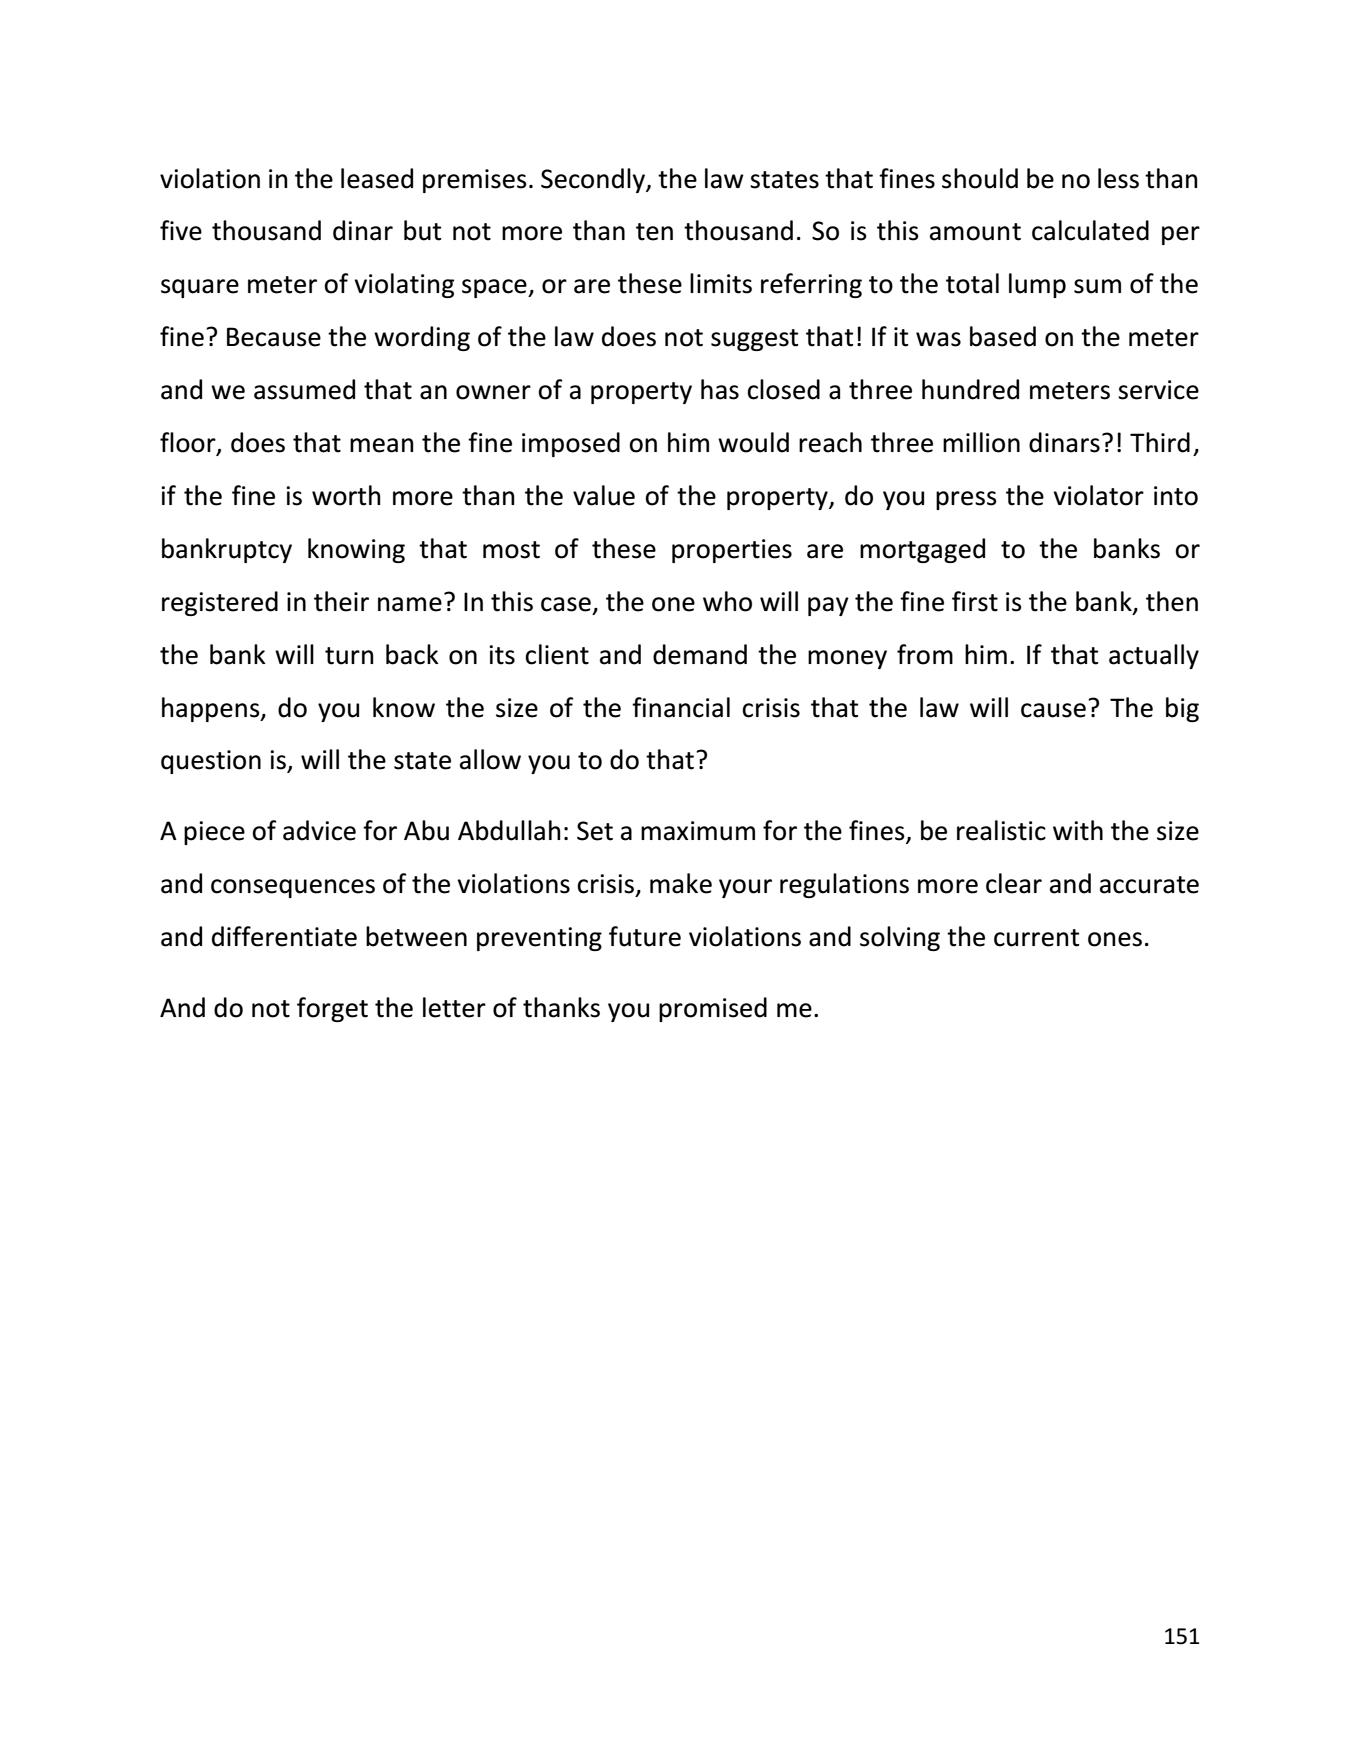 violation in the leased premises. Secondly, the law states that fines should be no less than
five thousand dinar but not more than ten thousand. So is this amount calculated per
square meter of violating space, or are these limits referring to the total lump sum of the
fine? Because the wording of the law does not suggest that! If it was based on the meter
and we assumed that an owner of a property has closed a three hundred meters service
floor, does that mean the fine imposed on him would reach three million dinars?! Third,
if the fine is worth more than the value of the property, do you press the violator into
bankruptcy knowing that most of these properties are mortgaged to the banks or
registered in their name? In this case, the one who will pay the fine first is the bank, then
the bank will turn back on its client and demand the money from him. If that actually
happens, do you know the size of the financial crisis that the law will cause? The big
question is, will the state allow you to do that?
A piece of advice for Abu Abdullah: Set a maximum for the fines, be realistic with the size
and consequences of the violations crisis, make your regulations more clear and accurate
and differentiate between preventing future violations and solving the current ones.
And do not forget the letter of thanks you promised me.
151